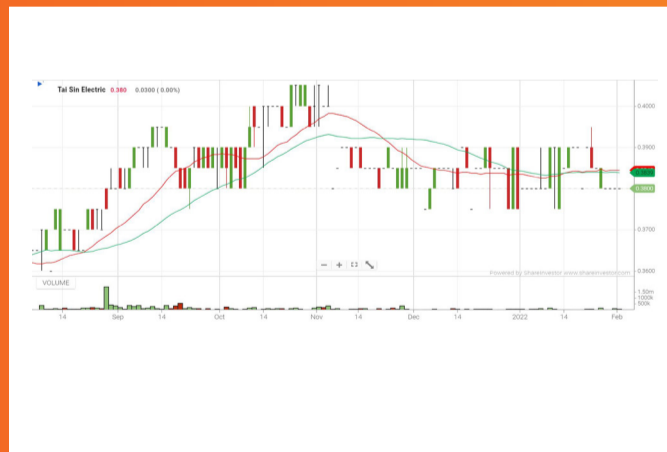 Tai Sin Electric 0.380 0.0300 ( 0.00%)
0.4000
0.3900
0.3800
0.3700
0.3600
Powered by ShareInvestor www.shareinvestor.com
VOLUME
1.50m
1000k
500k
14 Sep 14 Oct 14 Nov 14 Dec 14 2022 14 Feb